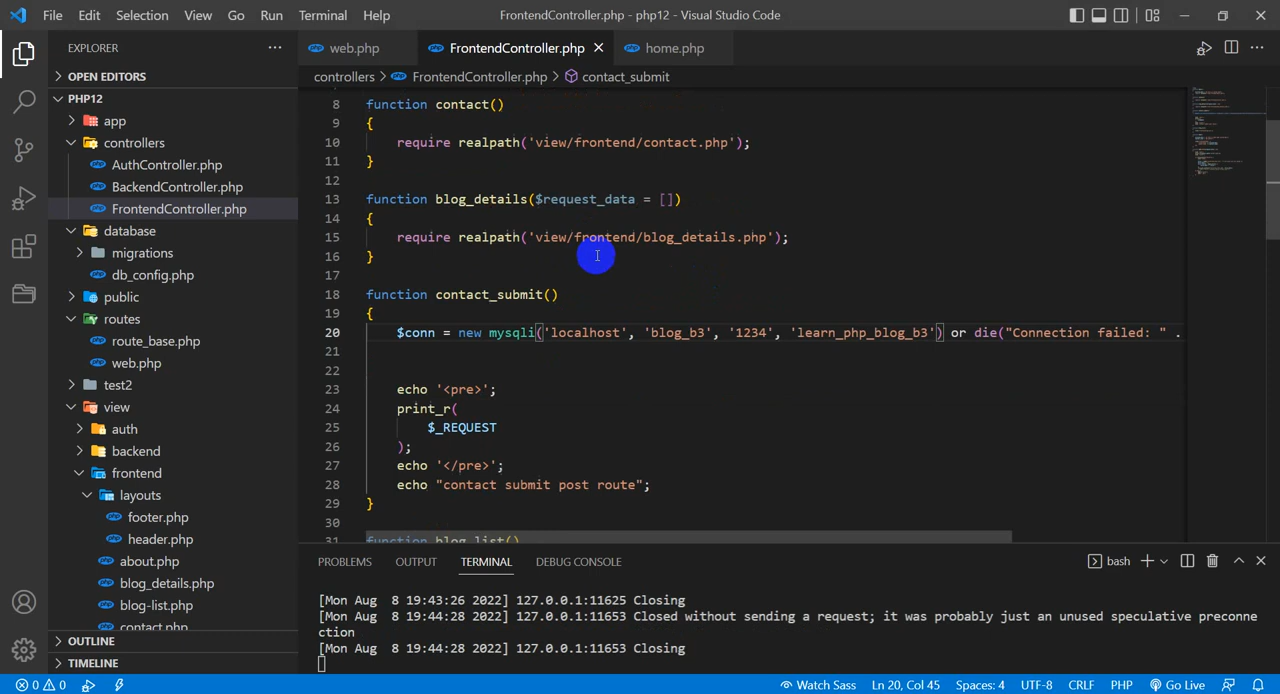 File Edit Selection View Go Run Terminal Help FrontendController.php - php12 - Visual Studio Code
EXPLORER
OPEN EDITORS
PHP12
app
controllers
AuthController.php
BackendController.php
FrontendController.php
database
migrations
db_config.php
public
routes
route_base.php
web.php
test2
view
auth
backend
frontend
layouts
footer.php
header.php
about.php
blog_details.php
blog-list.php
contact.php
OUTLINE
TIMELINE
web.php FrontendController.php home.php
controllers > FrontendController.php > contact_submit
8 function contact()
9 {
10 require realpath('view/frontend/contact.php');
11 }
12
13 function blog_details($request_data = [])
14 {
15 require realpath('view/frontend/blog_details.php');
16 }
17
18 function contact_submit()
19 {
20 $conn = new mysqli('localhost', 'blog_b3', '1234', 'learn_php_blog_b3') or die("Connection failed: " .
21
22
23 echo '<pre>';
24 print_r(
25 $_REQUEST
26 );
27 echo '</pre>';
28 echo "contact submit post route";
29 }
30
31 function blog_list()
PROBLEMS OUTPUT TERMINAL DEBUG CONSOLE bash
[Mon Aug  8 19:43:26 2022] 127.0.0.1:11625 Closing
[Mon Aug  8 19:44:28 2022] 127.0.0.1:11653 Closed without sending a request; it was probably just an unused speculative preconne
ction
[Mon Aug  8 19:44:28 2022] 127.0.0.1:11653 Closing
0 0 Watch Sass Ln 20, Col 45 Spaces: 4 UTF-8 CRLF PHP Go Live